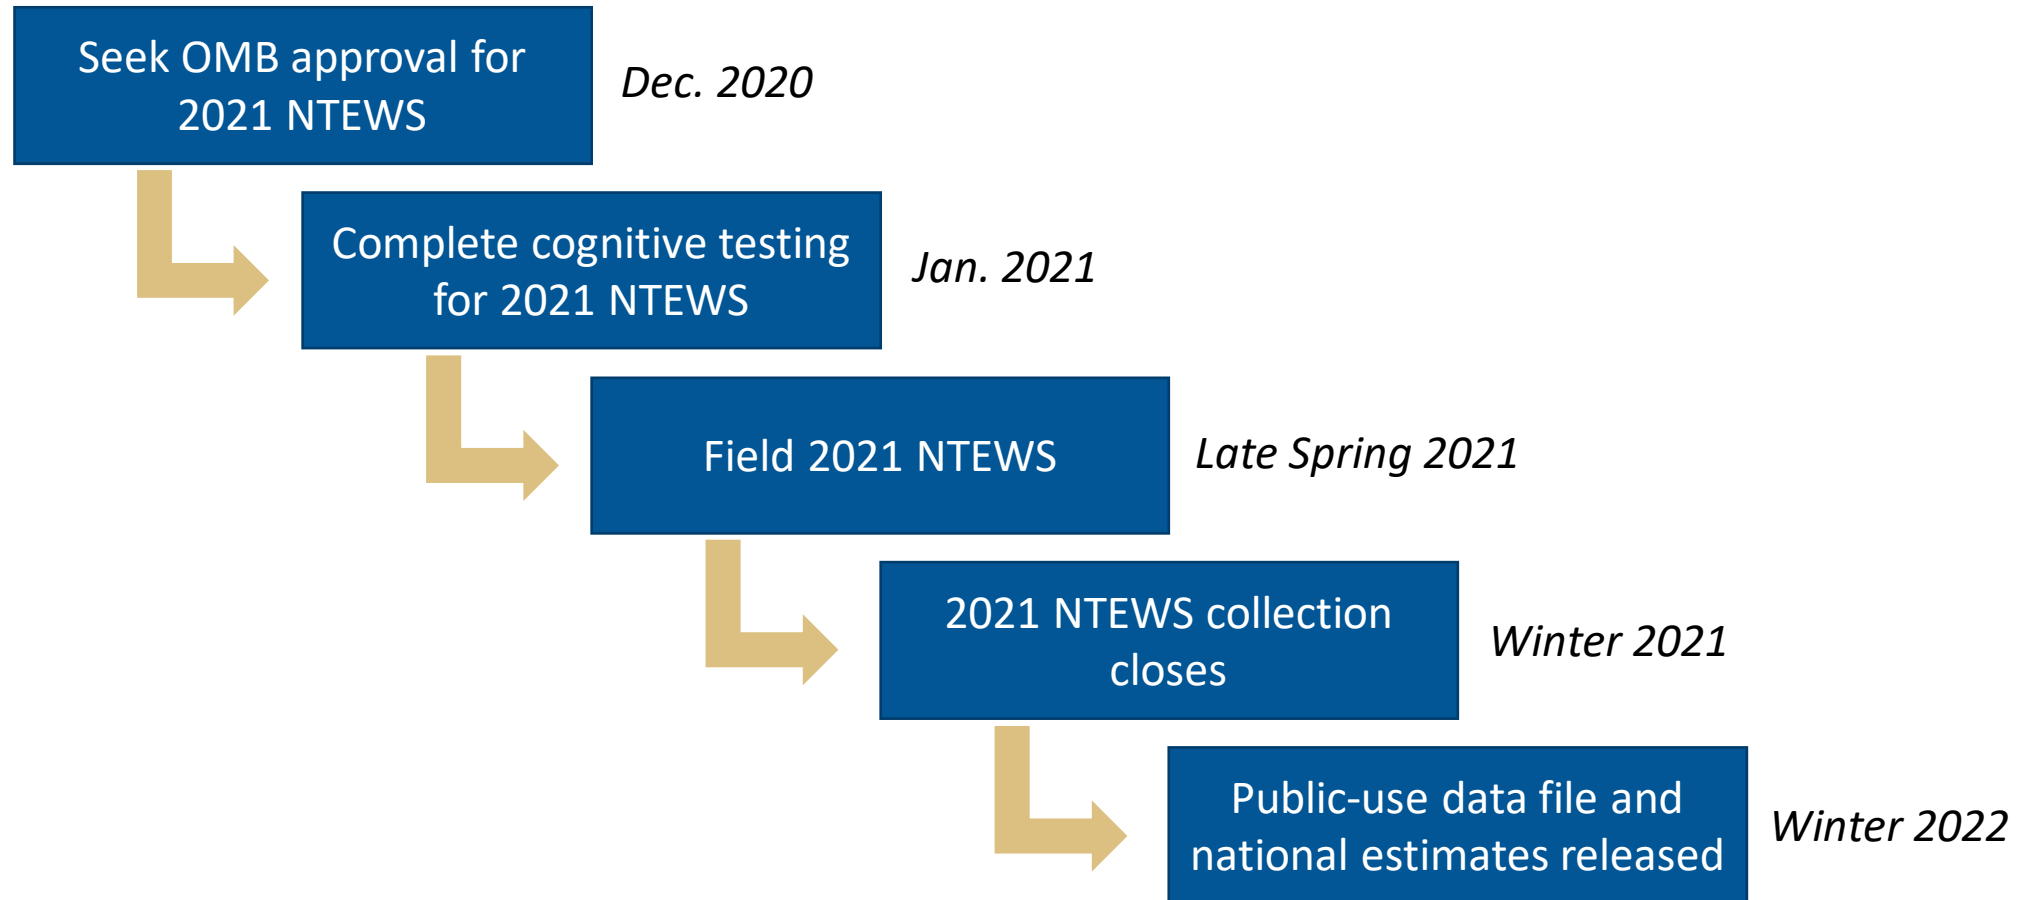 Seek OMB approval for
2021 NTEWS
Dec. 2020
Complete cognitive testing
for 2021 NTEWS
Jan. 2021
Field 2021 NTEWS
Late Spring 2021
2021 NTEWS collection
closes
Winter 2021
Public-use data file and
national estimates released
Winter 2022